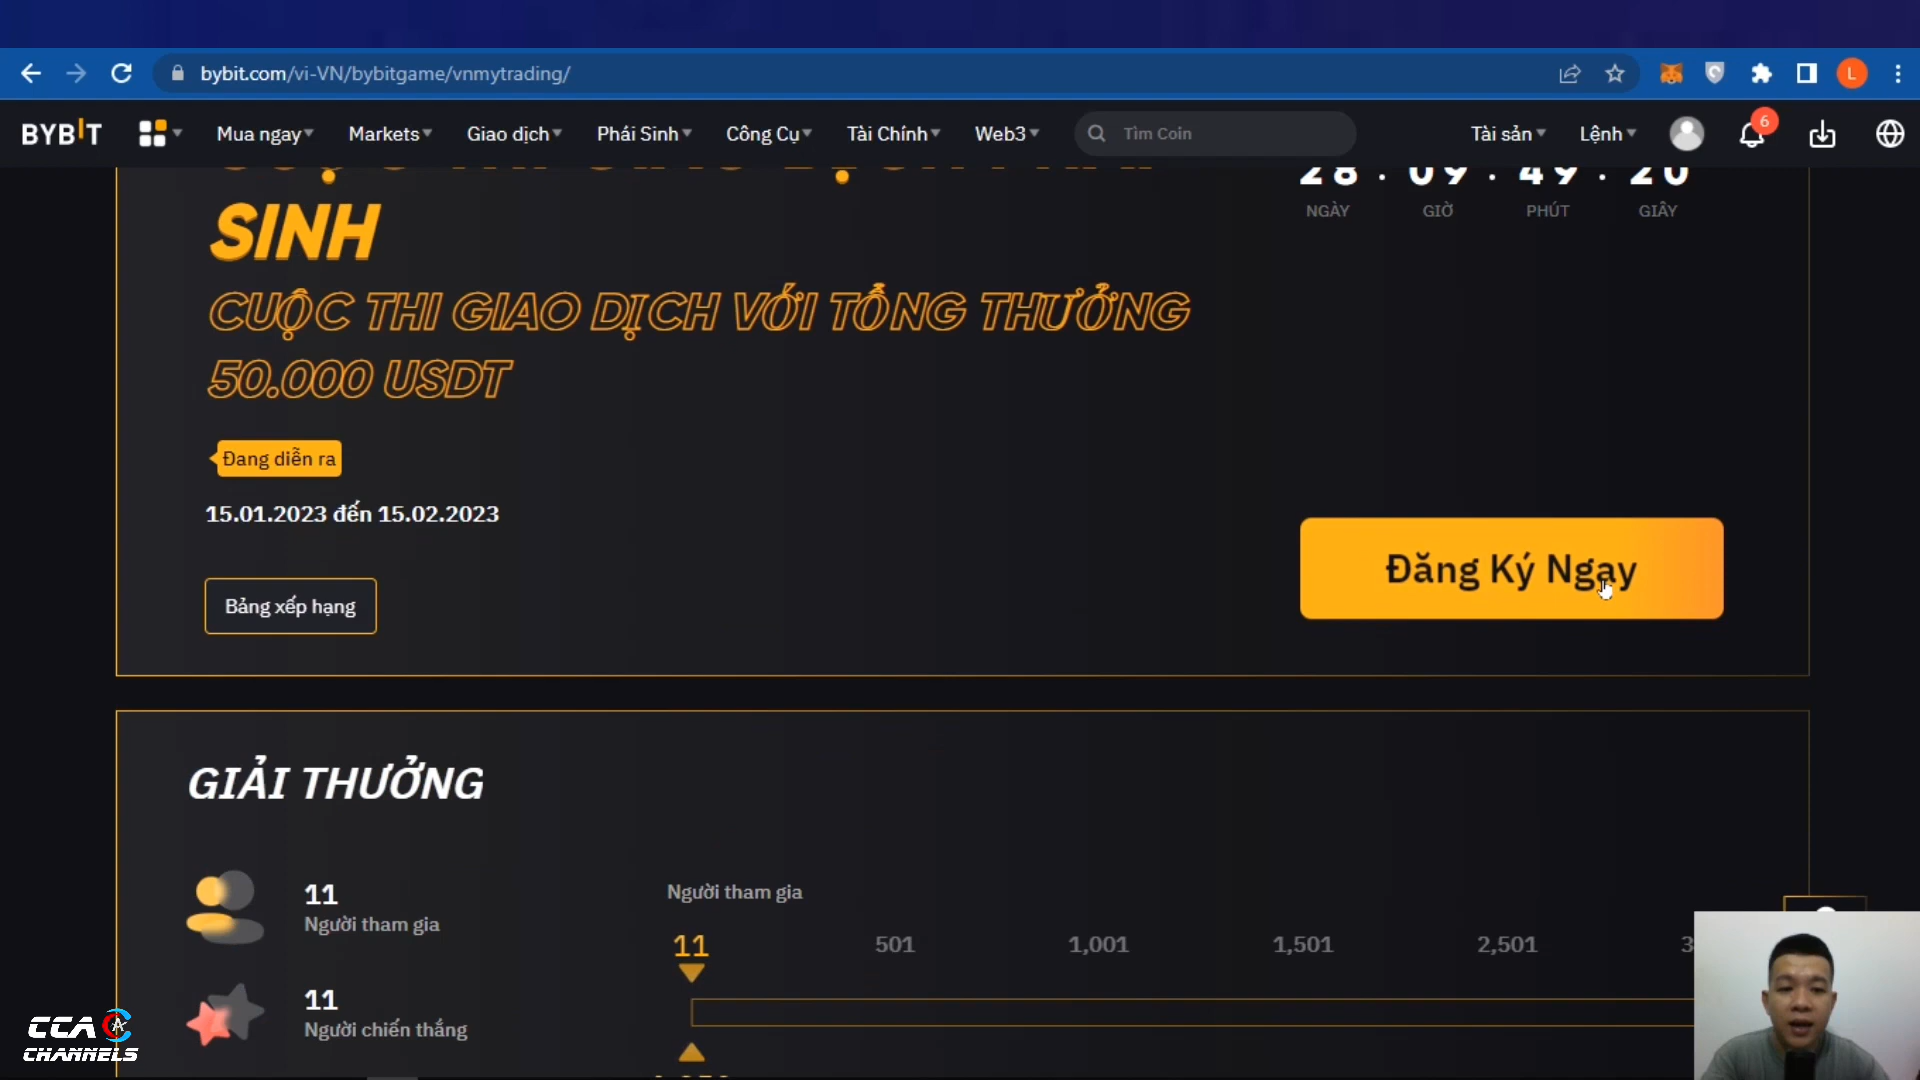 bybit.com/vi-VN/bybitgame/vnmytrading/
L
BYBIT
Mua ngay
Markets
Giao dịch
Phái Sinh
Công Cụ
Tài Chính
Web3
Tìm Coin
Tài sản
Lệnh
6
28 : 09 : 49 : 20
NGÀY
GIỜ
PHÚT
GIÂY
SINH
CUỘC THI GIAO DỊCH VỚI TỔNG THƯỞNG
50.000 USDT
Đang diễn ra
15.01.2023 đến 15.02.2023
Bảng xếp hạng
Đăng Ký Ngay
GIẢI THƯỞNG
11
Người tham gia
11
Người chiến thắng
Người tham gia
11
501
1,001
1,501
2,501
CCA
CHANNELS